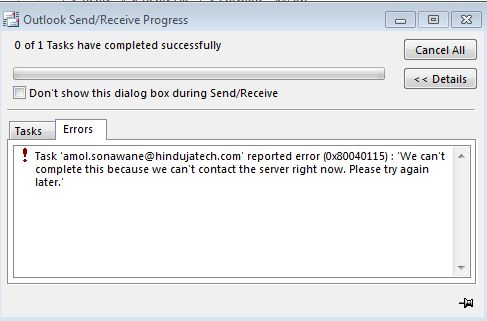 Outlook Send/Receive Progress
0 of 1 Tasks have completed successfully
Cancel All
<< Details
Don't show this dialog box during Send/Receive
Tasks
Errors
Task 'amol.sonawane@hindujatech.com' reported error (0x80040115) : 'We can't
complete this because we can't contact the server right now. Please try again
later.'